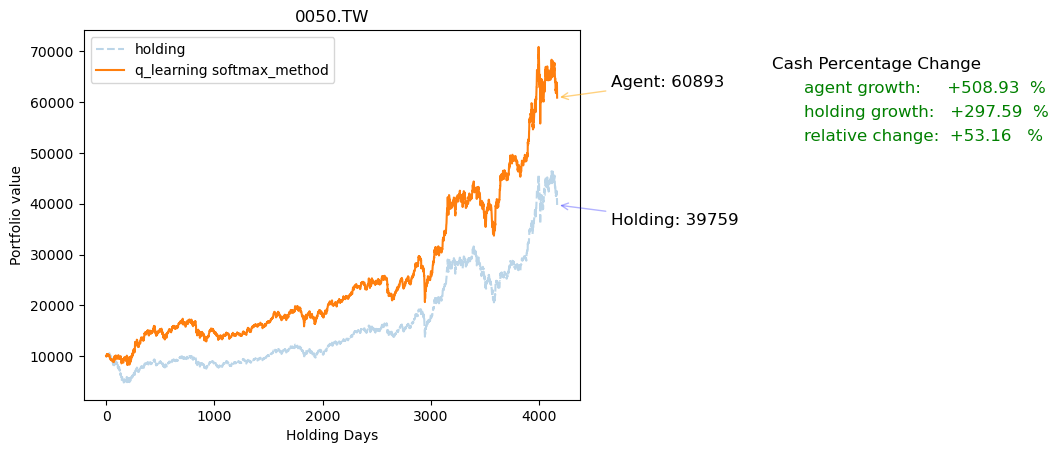 0050.TW
holding
q_learning softmax_method
70000
60000
50000
40000
30000
20000
10000
Portfolio value
0
1000
2000
3000
4000
Holding Days
Agent: 60893
Holding: 39759
Cash Percentage Change
agent growth: +508.93 %
holding growth: +297.59 %
relative change: +53.16 %